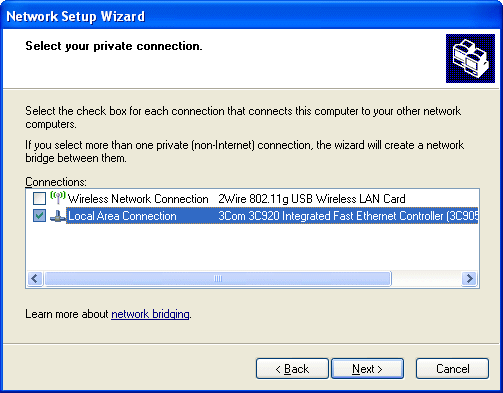 Network Setup Wizard
Select your private connection.
Select the check box for each connection that connects this computer to your other network
computers.
If you select more than one private (non-Internet) connection, the wizard will create a network
bridge between them.
Connections:
Wireless Network Connection 2Wire 802.11g USB Wireless LAN Card
Local Area Connection 3Com 3C920 Integrated Fast Ethernet Controller (3C905
Learn more about network bridging.
< Back Next > Cancel